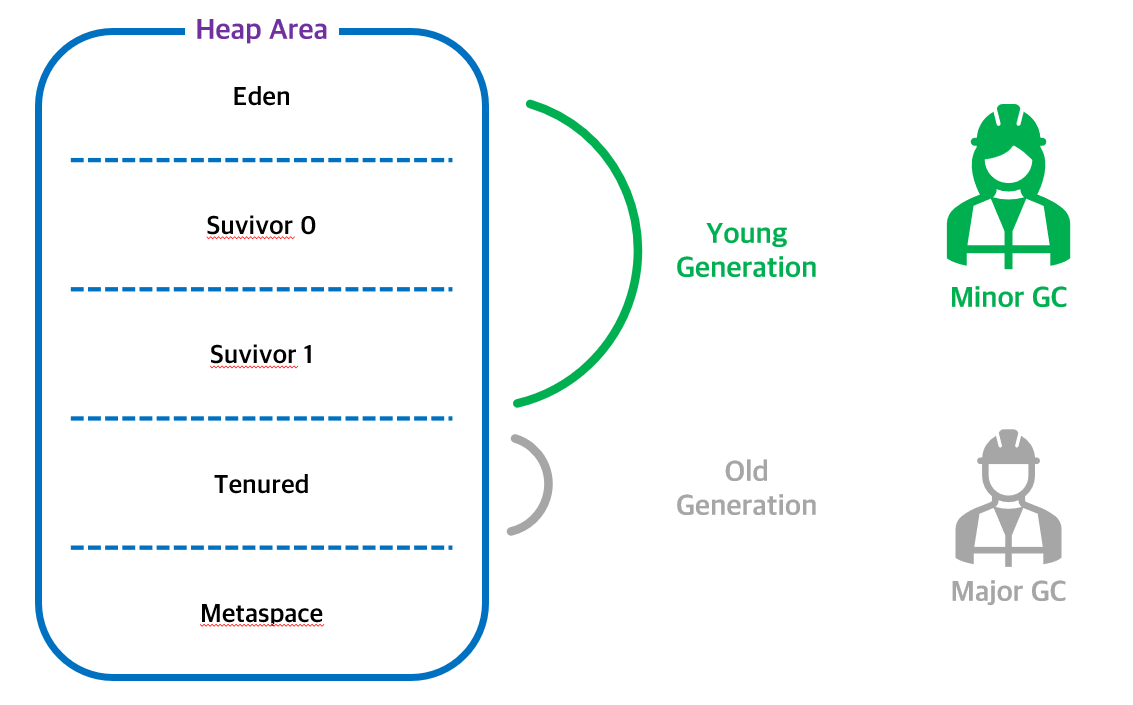 Heap Area
Eden
Suvivor 0
Suvivor 1
Tenured
Metaspace
Young
Generation
Old
Generation
Minor GC
Major GC